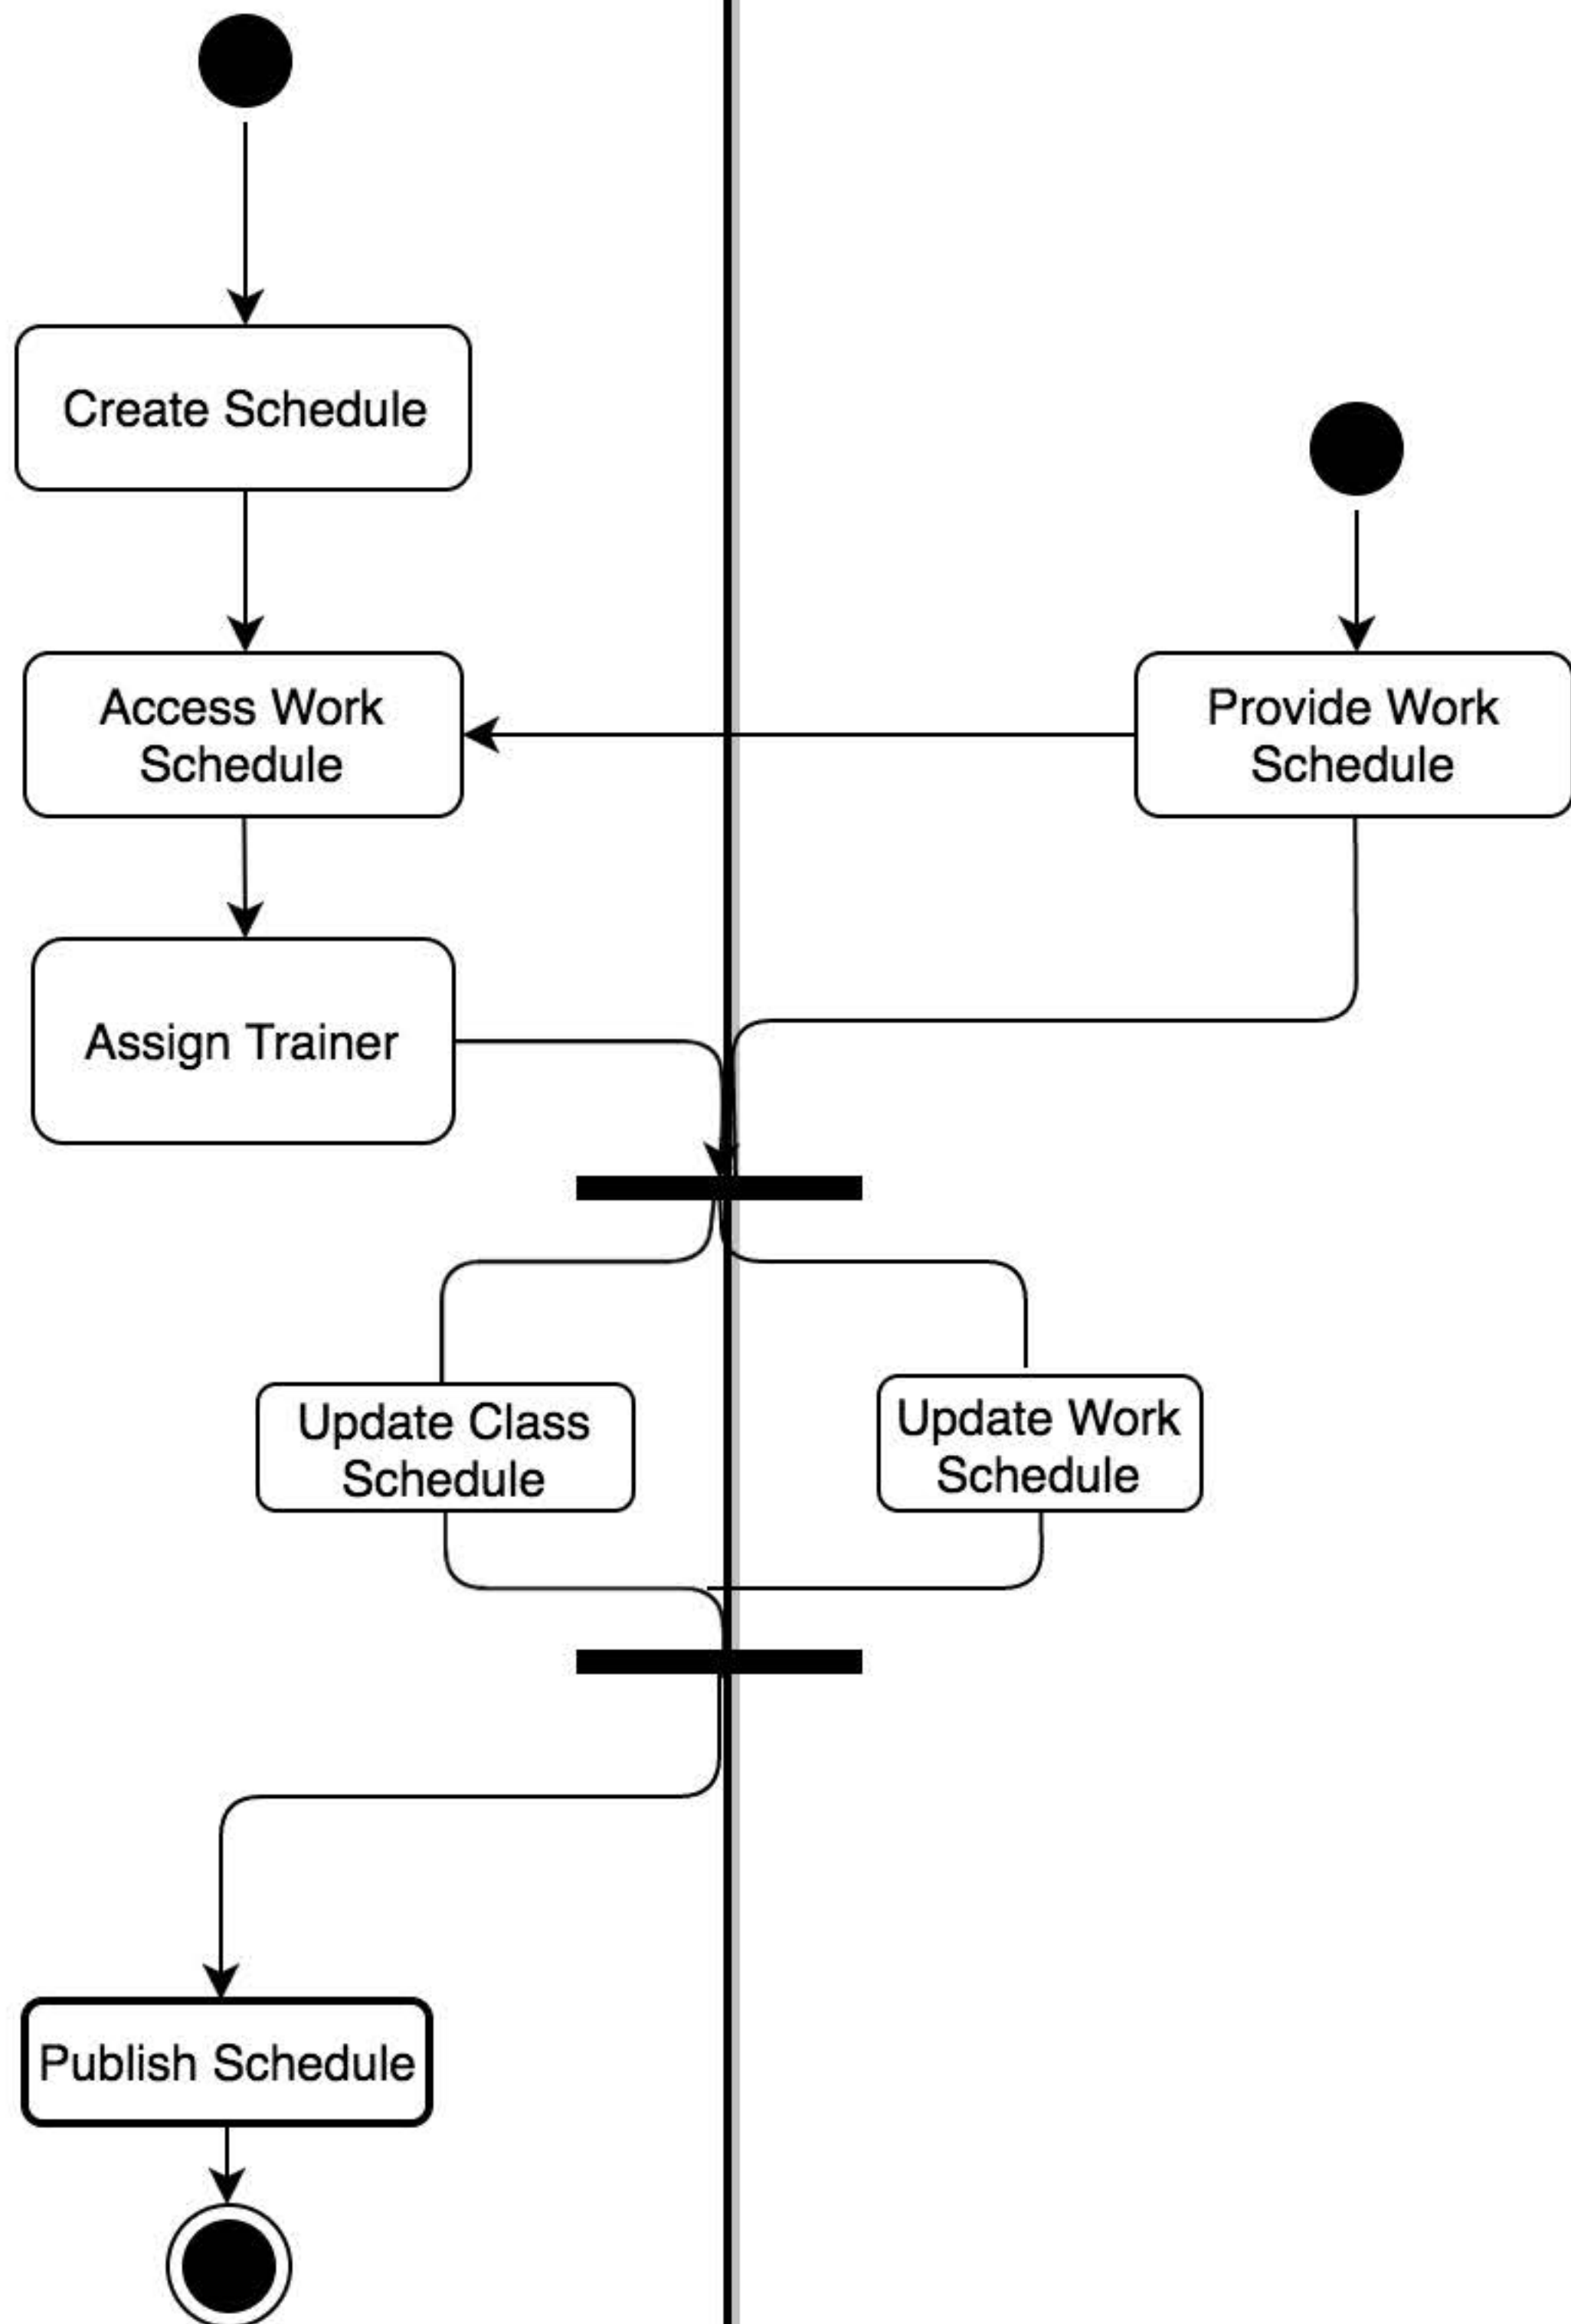 Create Schedule
Access Work
Schedule
Provide Work
Schedule
Assign Trainer
Update Class
Schedule
Update Work
Schedule
Publish Schedule